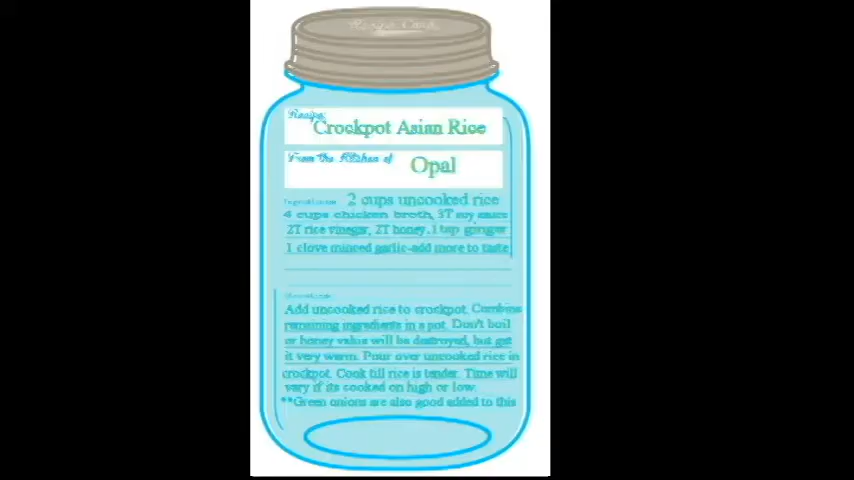 Recipe Card
Recipe:
Crockpot Asian Rice
From the Kitchen of
Opal
Ingredients: 2 cups uncooked rice
4 cups chicken broth, 3T soy sauce
2T rice vinegar, 2T honey, 1 tsp ginger
1 clove minced garlic-add more to taste
Add uncooked rice to crockpot. Combine
remaining ingredients in a pot. Don't boil
or honey value will be destroyed, but get
it very warm. Pour over uncooked rice in
crockpot. Cook till rice is tender. Time will
vary if its cooked on high or low.
**Green onions are also good added to this